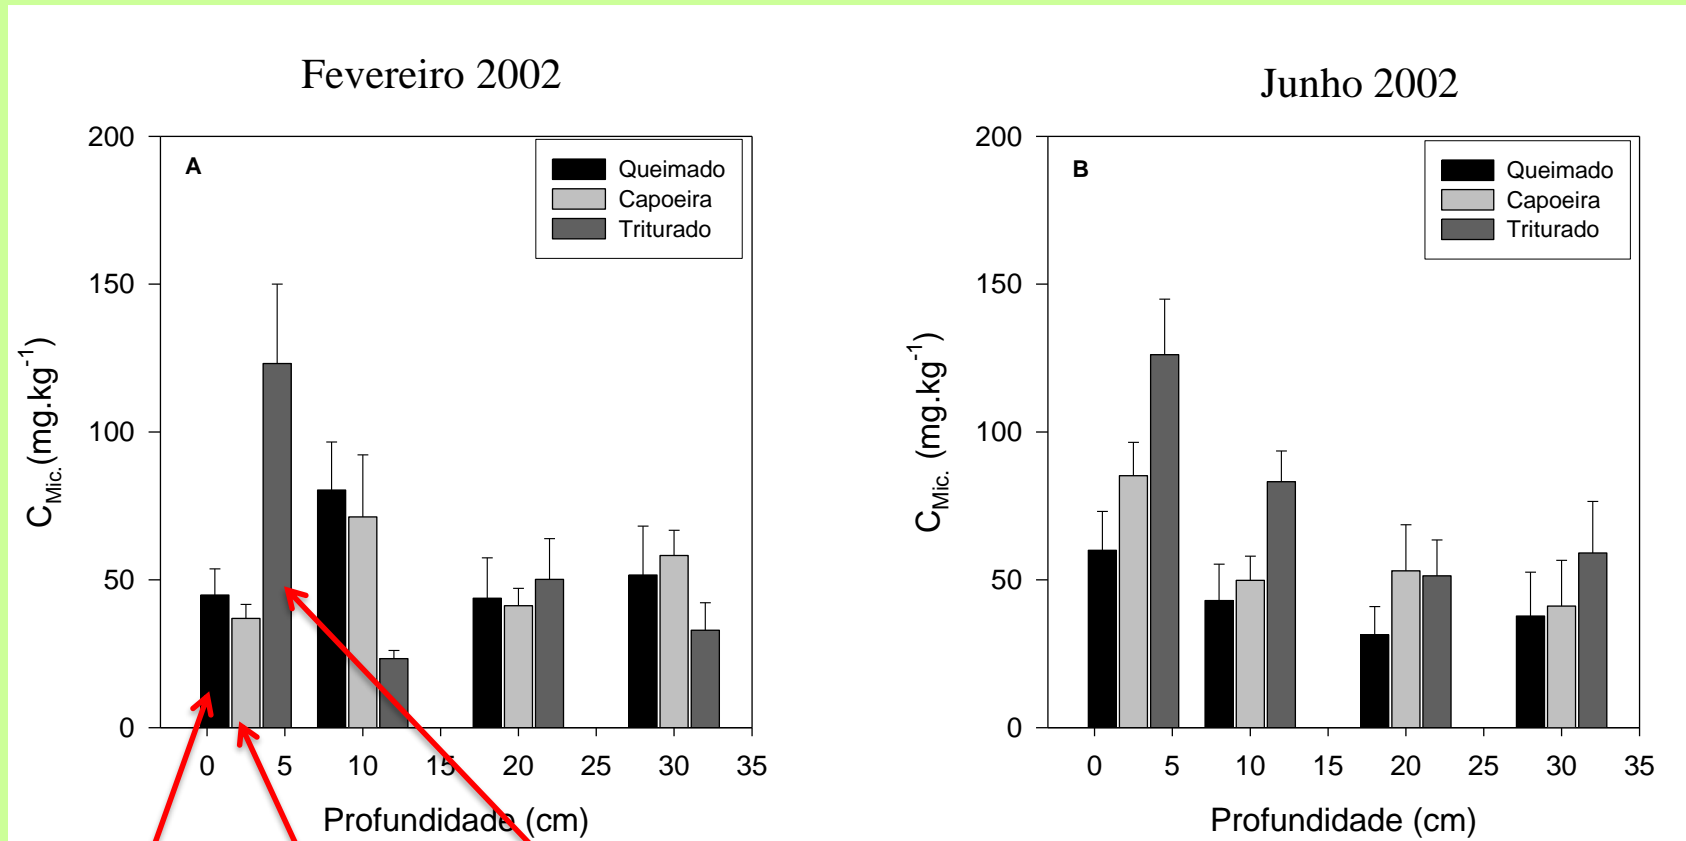 Fevereiro 2002
200
150
100
50
0
A
Queimado
Capoeira
Triturado
C_Mic.(mg.kg⁻¹)
0 5 10 15 20 25 30 35
Profundidade (cm)
Junho 2002
200
150
100
50
0
B
Queimado
Capoeira
Triturado
C_Mic. (mg.kg⁻¹)
0 5 10 15 20 25 30 35
Profundidade (cm)